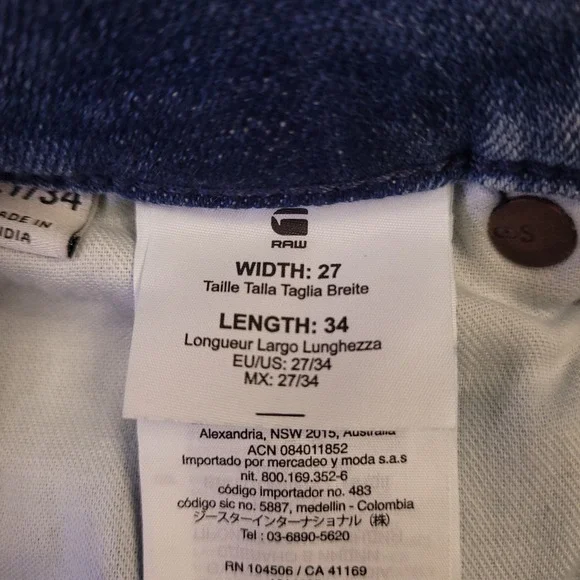 7/34
MADE IN
INDIA
RAW
WIDTH: 27
Taille Talla Taglia Breite
LENGTH: 34
Longueur Largo Lunghezza
EU/US: 27/34
MX: 27/34
Alexandria, NSW 2015, Australia
ACN 084011852
Importado por mercadeo y moda s.a.s
nit. 800.169.352-6
código importador no. 483
código sic no. 5887, medellin - Colombia
ジースターインターナショナル（株）
Tel : 03-6890-5620
RN 104506 / CA 41169